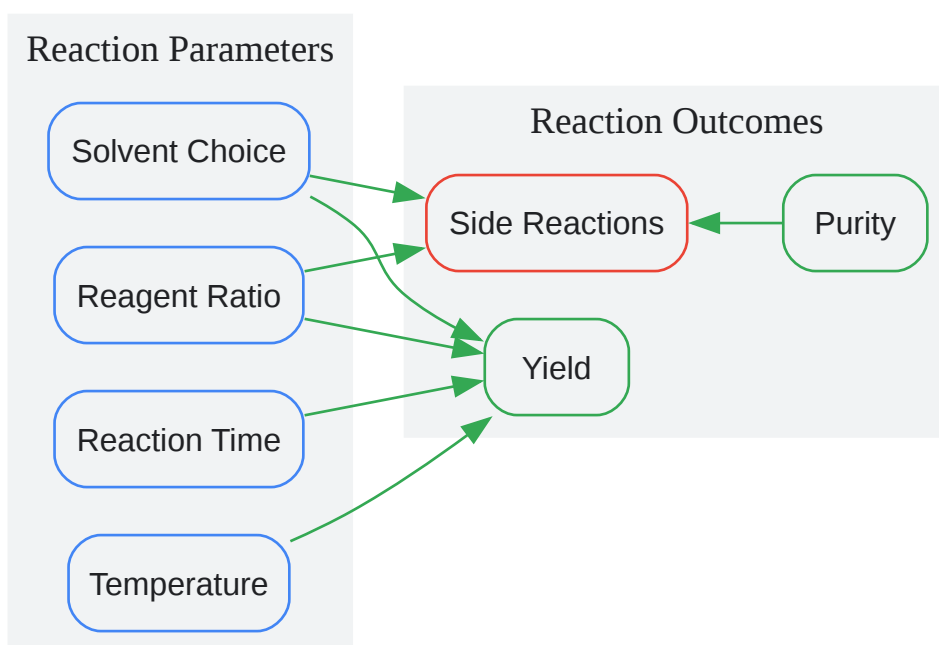 Reaction Parameters
Solvent Choice
Reagent Ratio
Reaction Time
Temperature
Reaction Outcomes
Side Reactions
Purity
Yield